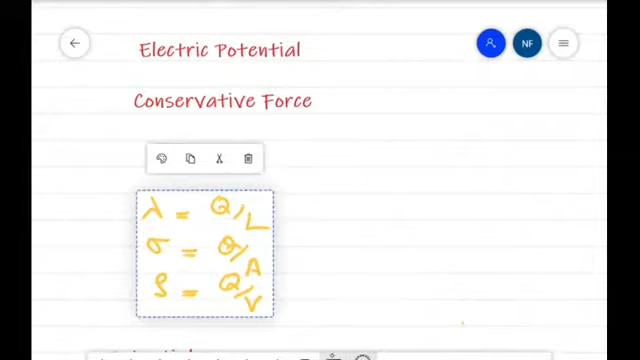 Electric Potential
NF
Conservative Force
λ = Q/L
σ = Q/A
ρ = Q/V